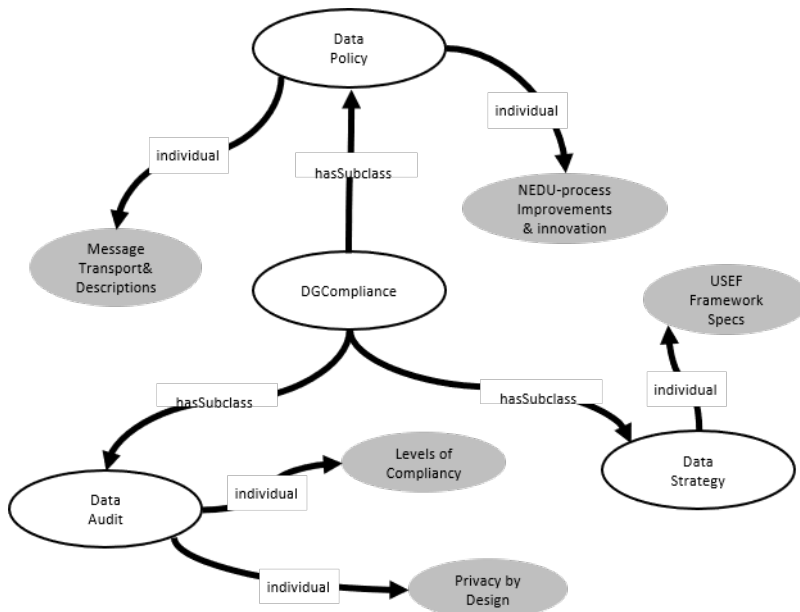 Data
Policy
individual
individual
hasSubclass
NEDU-process
Improvements
& innovation
Message
Transport&
Descriptions
DGCompliance
USEF
Framework
Specs
individual
hasSubclass
hasSubclass
Levels of
Compliancy
Data
Strategy
individual
Data
Audit
individual
Privacy by
Design